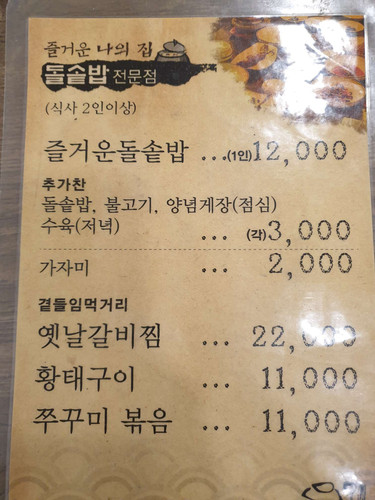 즐거운 나의 집
돌솥밥 전문점
(식사 2인이상)
즐거운돌솥밥 ...(1인)12,000
추가찬
돌솥밥, 불고기, 양념게장(점심)
수육(저녁) ... (각)3,000
가자미 ... 2,000
곁들임먹거리
옛날갈비찜 ... 22,000
황태구이 ... 11,000
쭈꾸미 볶음 ... 11,000